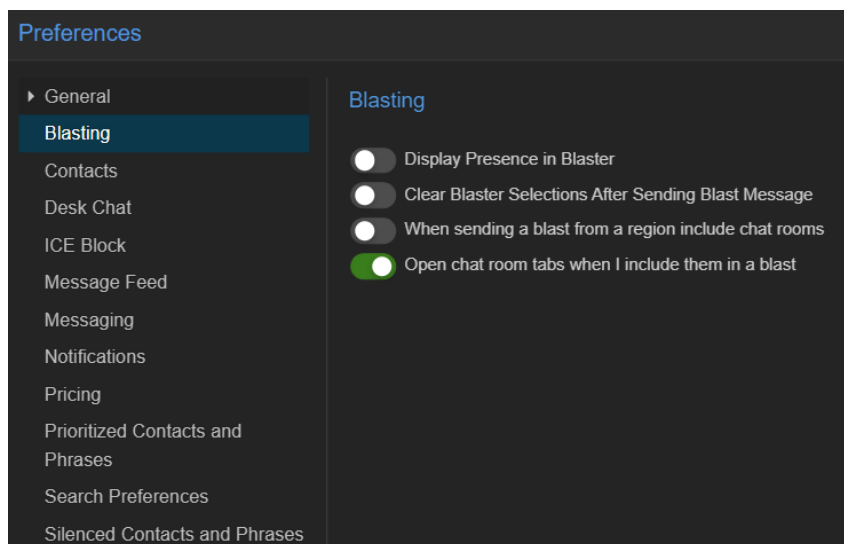 Preferences
General
Blasting
Contacts
Desk Chat
ICE Block
Message Feed
Messaging
Notifications
Pricing
Prioritized Contacts and
Phrases
Search Preferences
Silenced Contacts and Phrases
Blasting
Display Presence in Blaster
Clear Blaster Selections After Sending Blast Message
When sending a blast from a region include chat rooms
Open chat room tabs when I include them in a blast